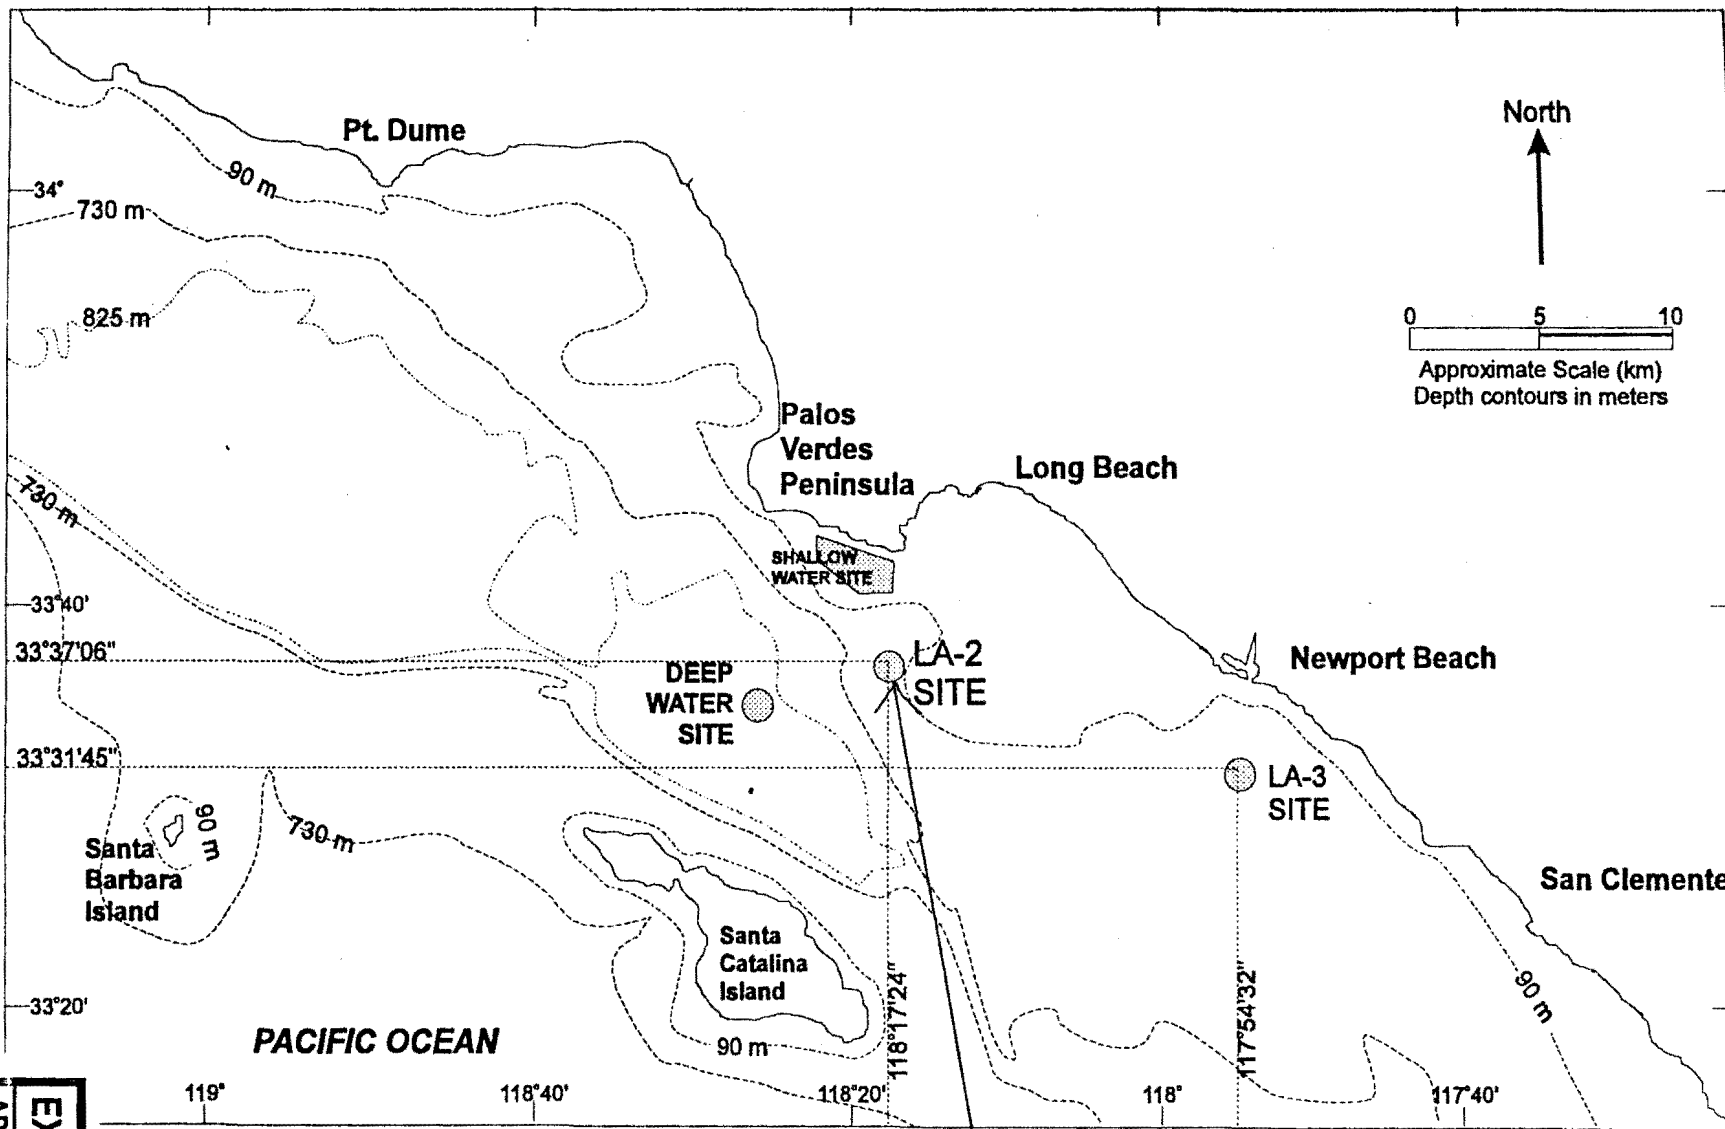 North
Pt. Dume
90 m
34°
730 m
0 5 10
825 m
Approximate Scale (km)
Depth contours in meters
Palos
Verdes
Peninsula
Long Beach
730 m
SHALLOW
WATER SITE
33°40'
33°37'06"
LA-2
SITE
Newport Beach
DEEP
WATER
SITE
33°31'45"
LA-3
SITE
90 m
730 m
Santa
Barbara
Island
San Clemente
Santa
Catalina
Island
118°17'24"
117°54'32"
90 m
33°20'
PACIFIC OCEAN
90 m
119°
118°40'
118°20'
118°
117°40'
EX